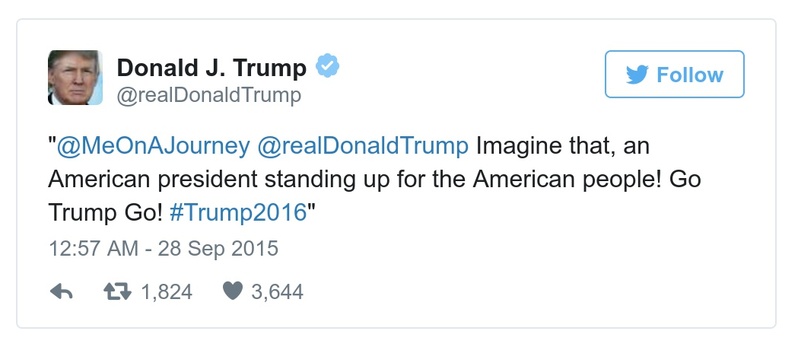 Donald J. Trump
@realDonaldTrump
Follow
"@MeOnAJourney @realDonaldTrump Imagine that, an
American president standing up for the American people! Go
Trump Go! #Trump2016"
12:57 AM - 28 Sep 2015
1,824 3,644